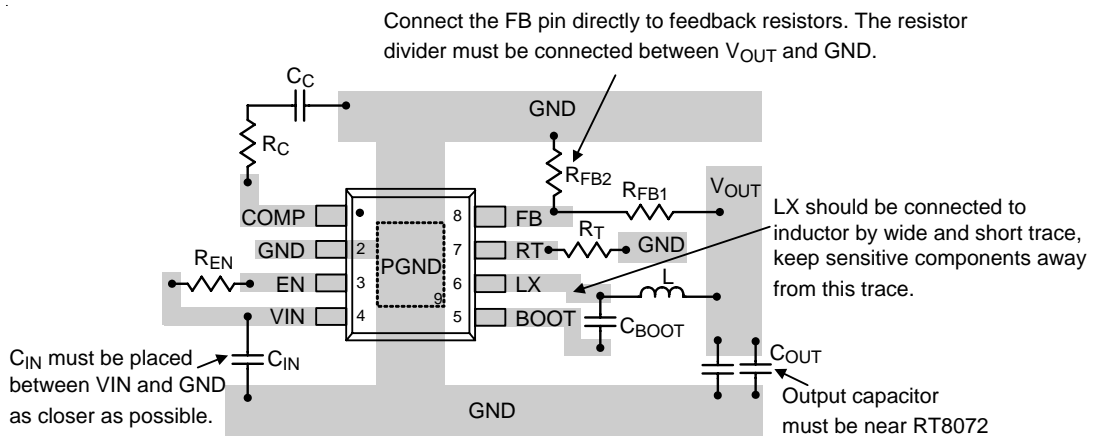 Connect the FB pin directly to feedback resistors. The resistor
divider must be connected between VOUT and GND.
CC
GND
RC
RFB2
RFB1
VOUT
COMP
8
FB
LX should be connected to
inductor by wide and short trace,
keep sensitive components away
from this trace.
GND
2
PGND
7
RT
RT
GND
REN
EN
3
9
6
LX
L
VIN
4
5
BOOT
CBOOT
CIN must be placed
between VIN and GND
as closer as possible.
CIN
COUT
Output capacitor
must be near RT8072
GND